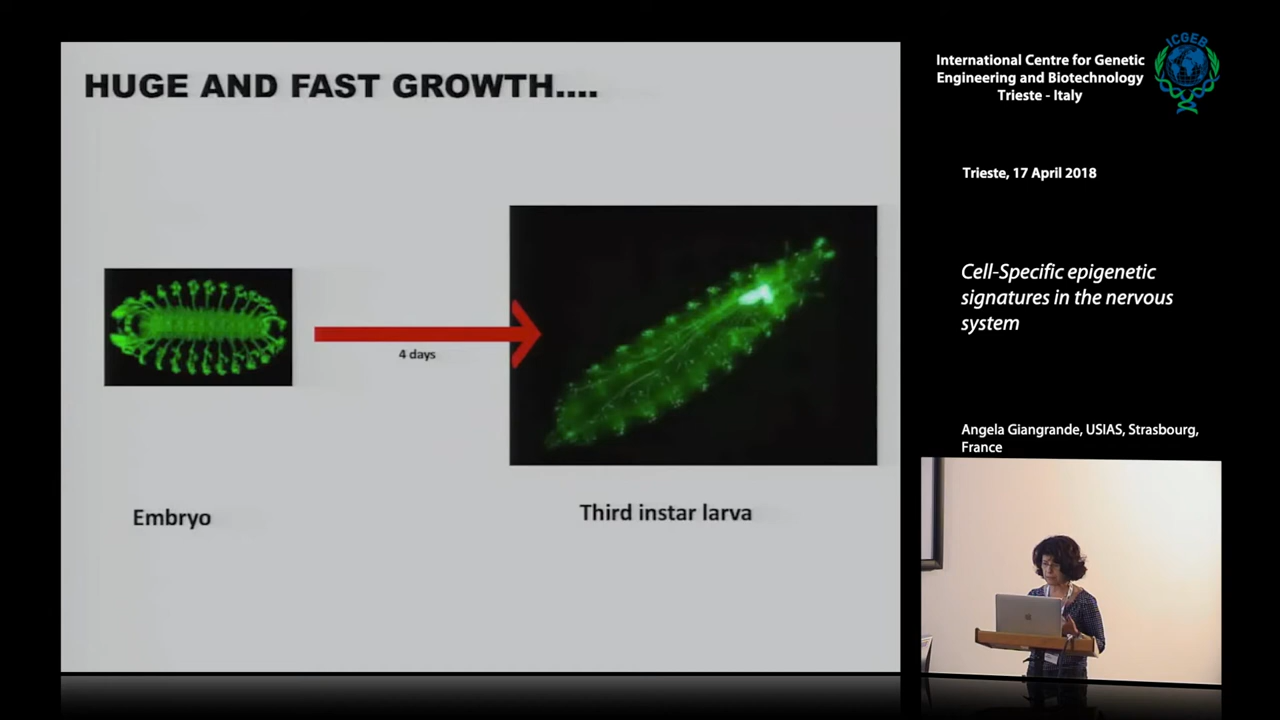 HUGE AND FAST GROWTH....
4 days
Embryo
Third instar larva
International Centre for Genetic
Engineering and Biotechnology
Trieste - Italy
ICGEB
Trieste, 17 April 2018
Cell-Specific epigenetic
signatures in the nervous
system
Angela Giangrande, USIAS, Strasbourg,
France